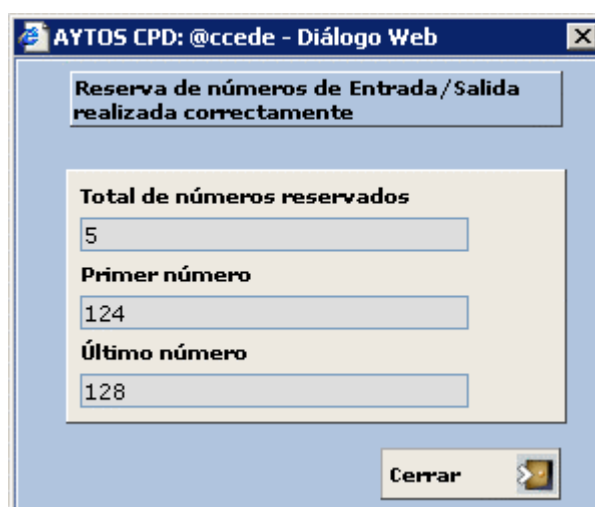 AYTOS CPD: @ccede - Diálogo Web
Reserva de números de Entrada/Salida
realizada correctamente
Total de números reservados
5
Primer número
124
Último número
128
Cerrar